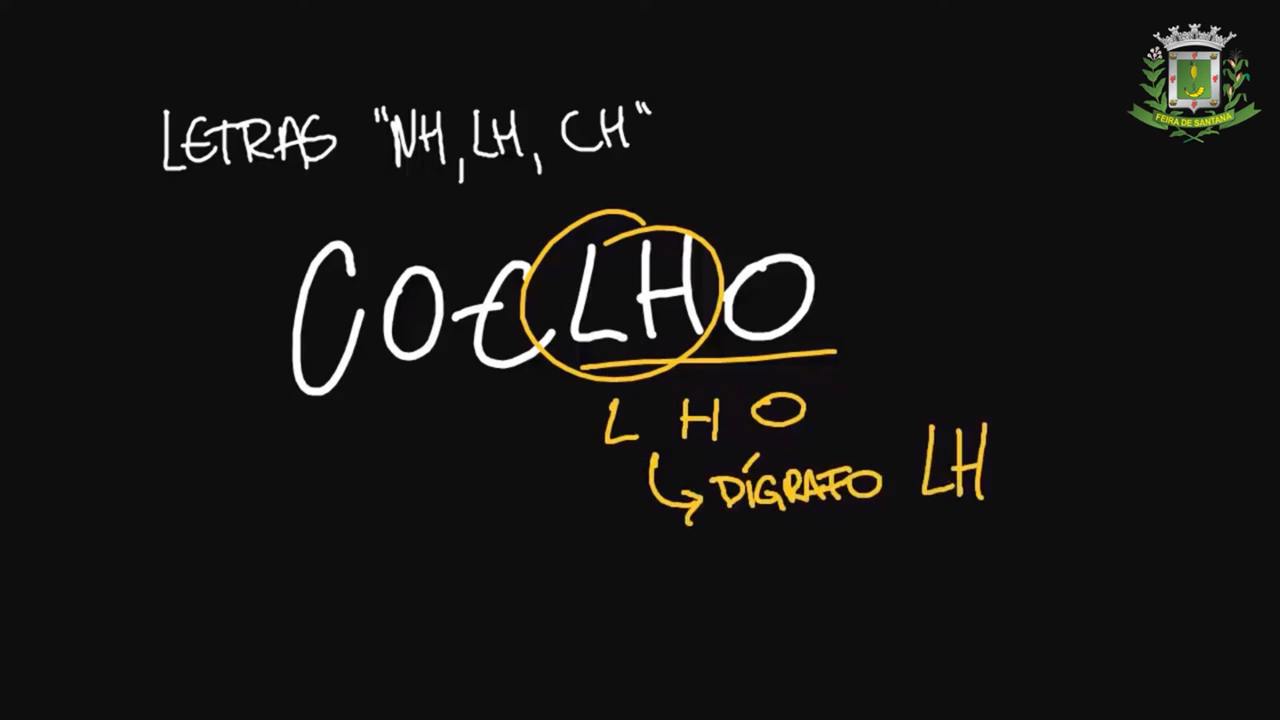 LETRAS "NH, LH, CH"
COELHO
L H O
DÍGRAFO LH
FEIRA DE SANTANA